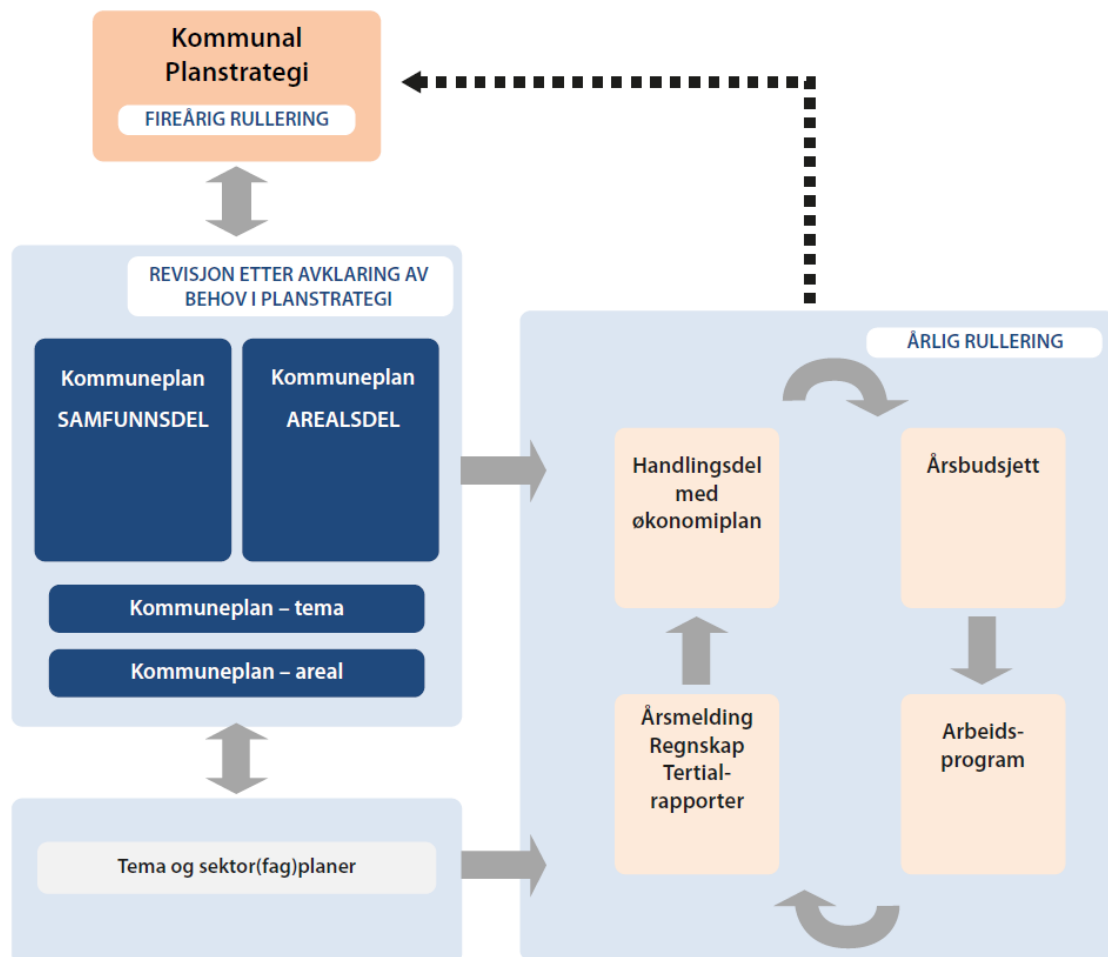 Kommunal
Planstrategi
FIREÅRIG RULLERING
REVISJON ETTER AVKLARING AV
BEHOV I PLANSTRATEGI
Kommuneplan
SAMFUNNSDEL
Kommuneplan
AREALSDEL
Kommuneplan – tema
Kommuneplan – areal
Tema og sektor(fag)planer
ÅRLIG RULLERING
Handlingsdel
med
økonomiplan
Årsbudsjett
Årsmelding
Regnskap
Tertial-
rapporter
Arbeids-
program